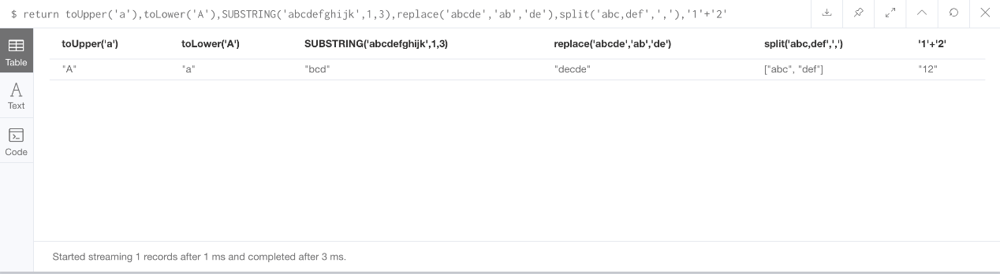 $ return toUpper('a'),toLower('A'),SUBSTRING('abcdefghijk',1,3),replace('abcde','ab','de'),split('abc,def',','),'1'+'2'
toUpper('a') toLower('A') SUBSTRING('abcdefghijk',1,3) replace('abcde','ab','de') split('abc,def',',') '1'+'2'
"A" "a" "bcd" "decde" ["abc", "def"] "12"
Table
A
Text
Code
Started streaming 1 records after 1 ms and completed after 3 ms.